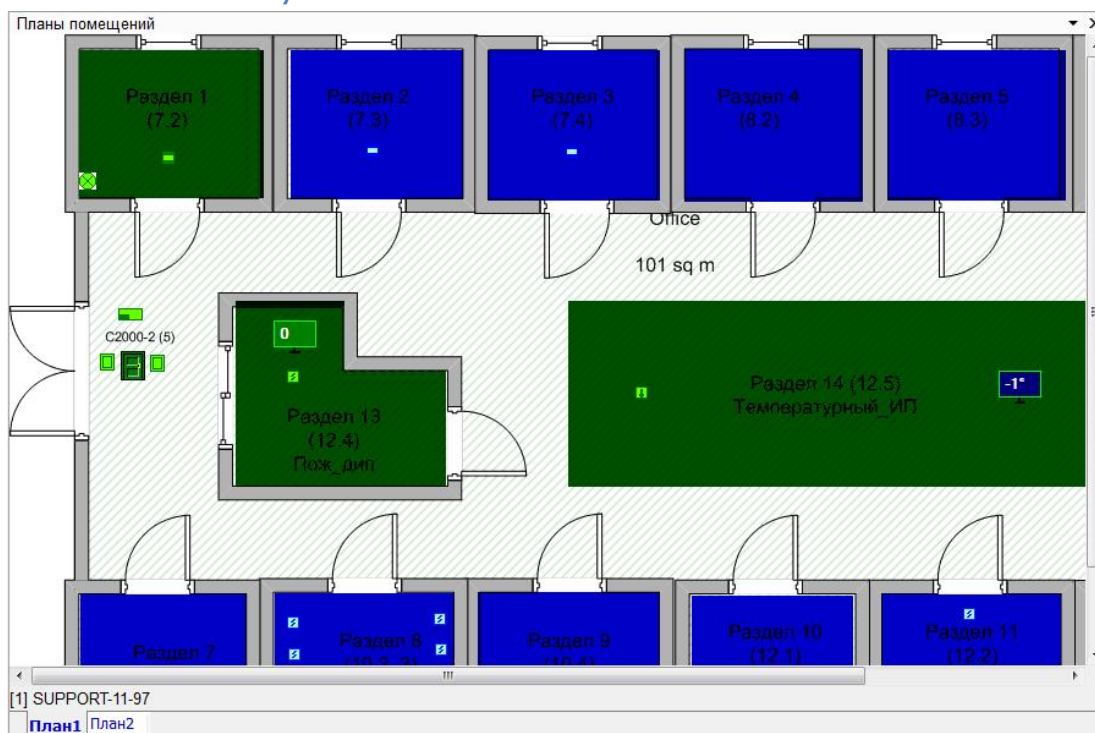 Планы помещений
Раздел 1
(7.2)
Раздел 2
(7.3)
Раздел 3
(7.4)
Раздел 4
(8.2)
Раздел 5
(8.3)
Office
101 sq m
C2000-2 (5)
0
Раздел 13
(12.4)
Пож_дип
Раздел 14 (12.5)
Температурный_ИП
-1°
Раздел 7
Раздел 8
Раздел 9
(10.4)
Раздел 10
(12.1)
Раздел 11
(12.2)
[1] SUPPORT-11-97
План1
План2